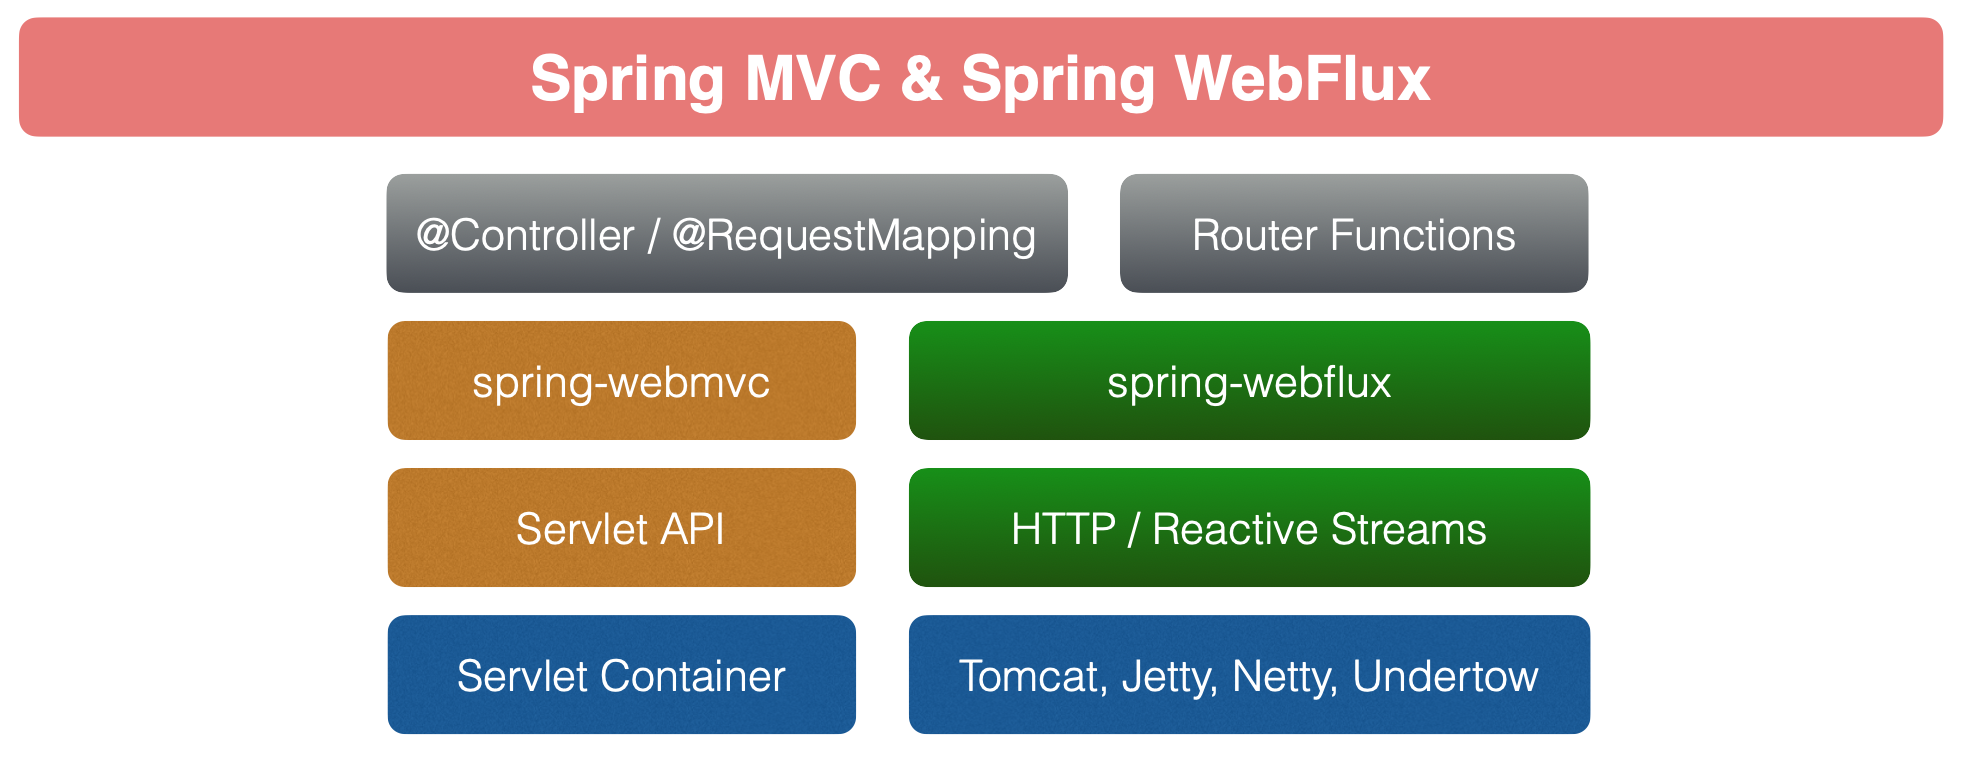 Spring MVC & Spring WebFlux
@Controller / @RequestMapping
Router Functions
spring-webmvc
spring-webflux
Servlet API
HTTP / Reactive Streams
Servlet Container
Tomcat, Jetty, Netty, Undertow